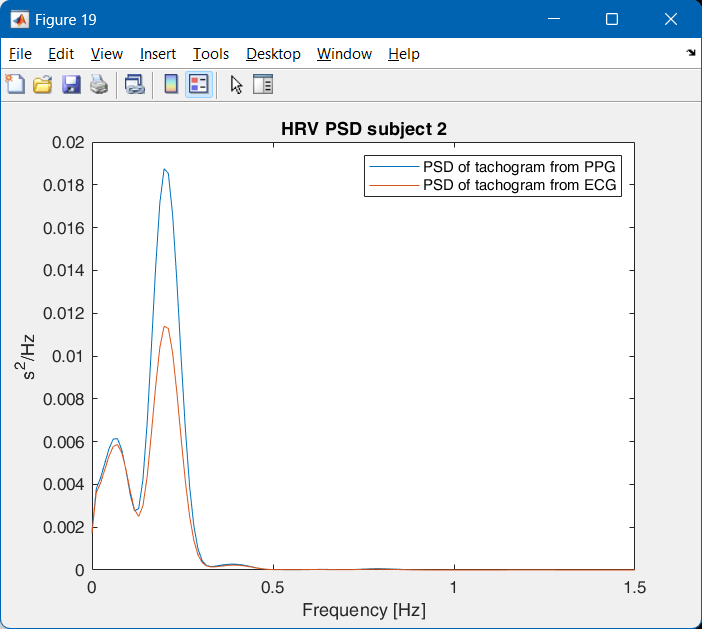 Figure 19
File Edit View Insert Tools Desktop Window Help
HRV PSD subject 2
PSD of tachogram from PPG
PSD of tachogram from ECG
0.02
0.018
0.016
0.014
0.012
0.01
0.008
0.006
0.004
0.002
0
s²/Hz
0 0.5 1 1.5
Frequency [Hz]